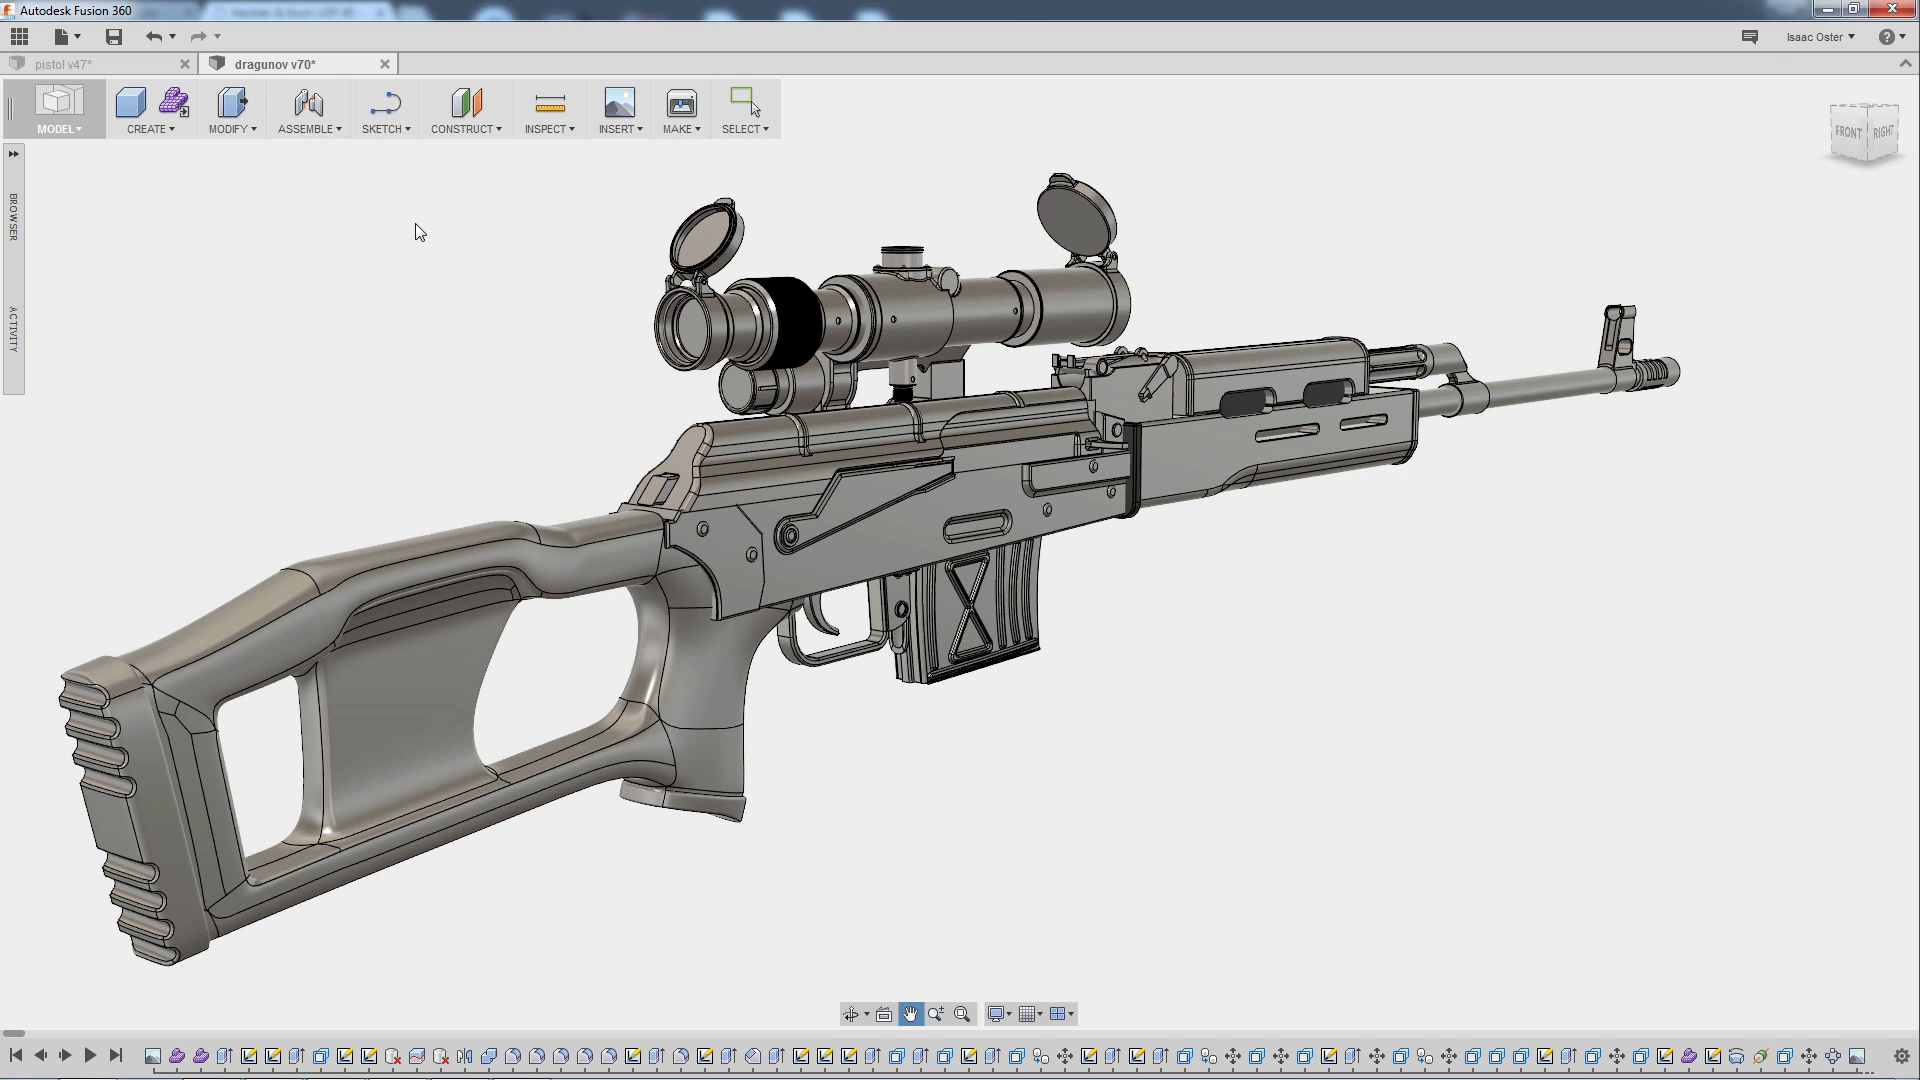 Autodesk Fusion 360
Isaac Oster
pistol v47*
dragunov v70*
MODEL
CREATE
MODIFY
ASSEMBLE
SKETCH
CONSTRUCT
INSPECT
INSERT
MAKE
SELECT
FRONT
RIGHT
BROWSER
ACTIVITY